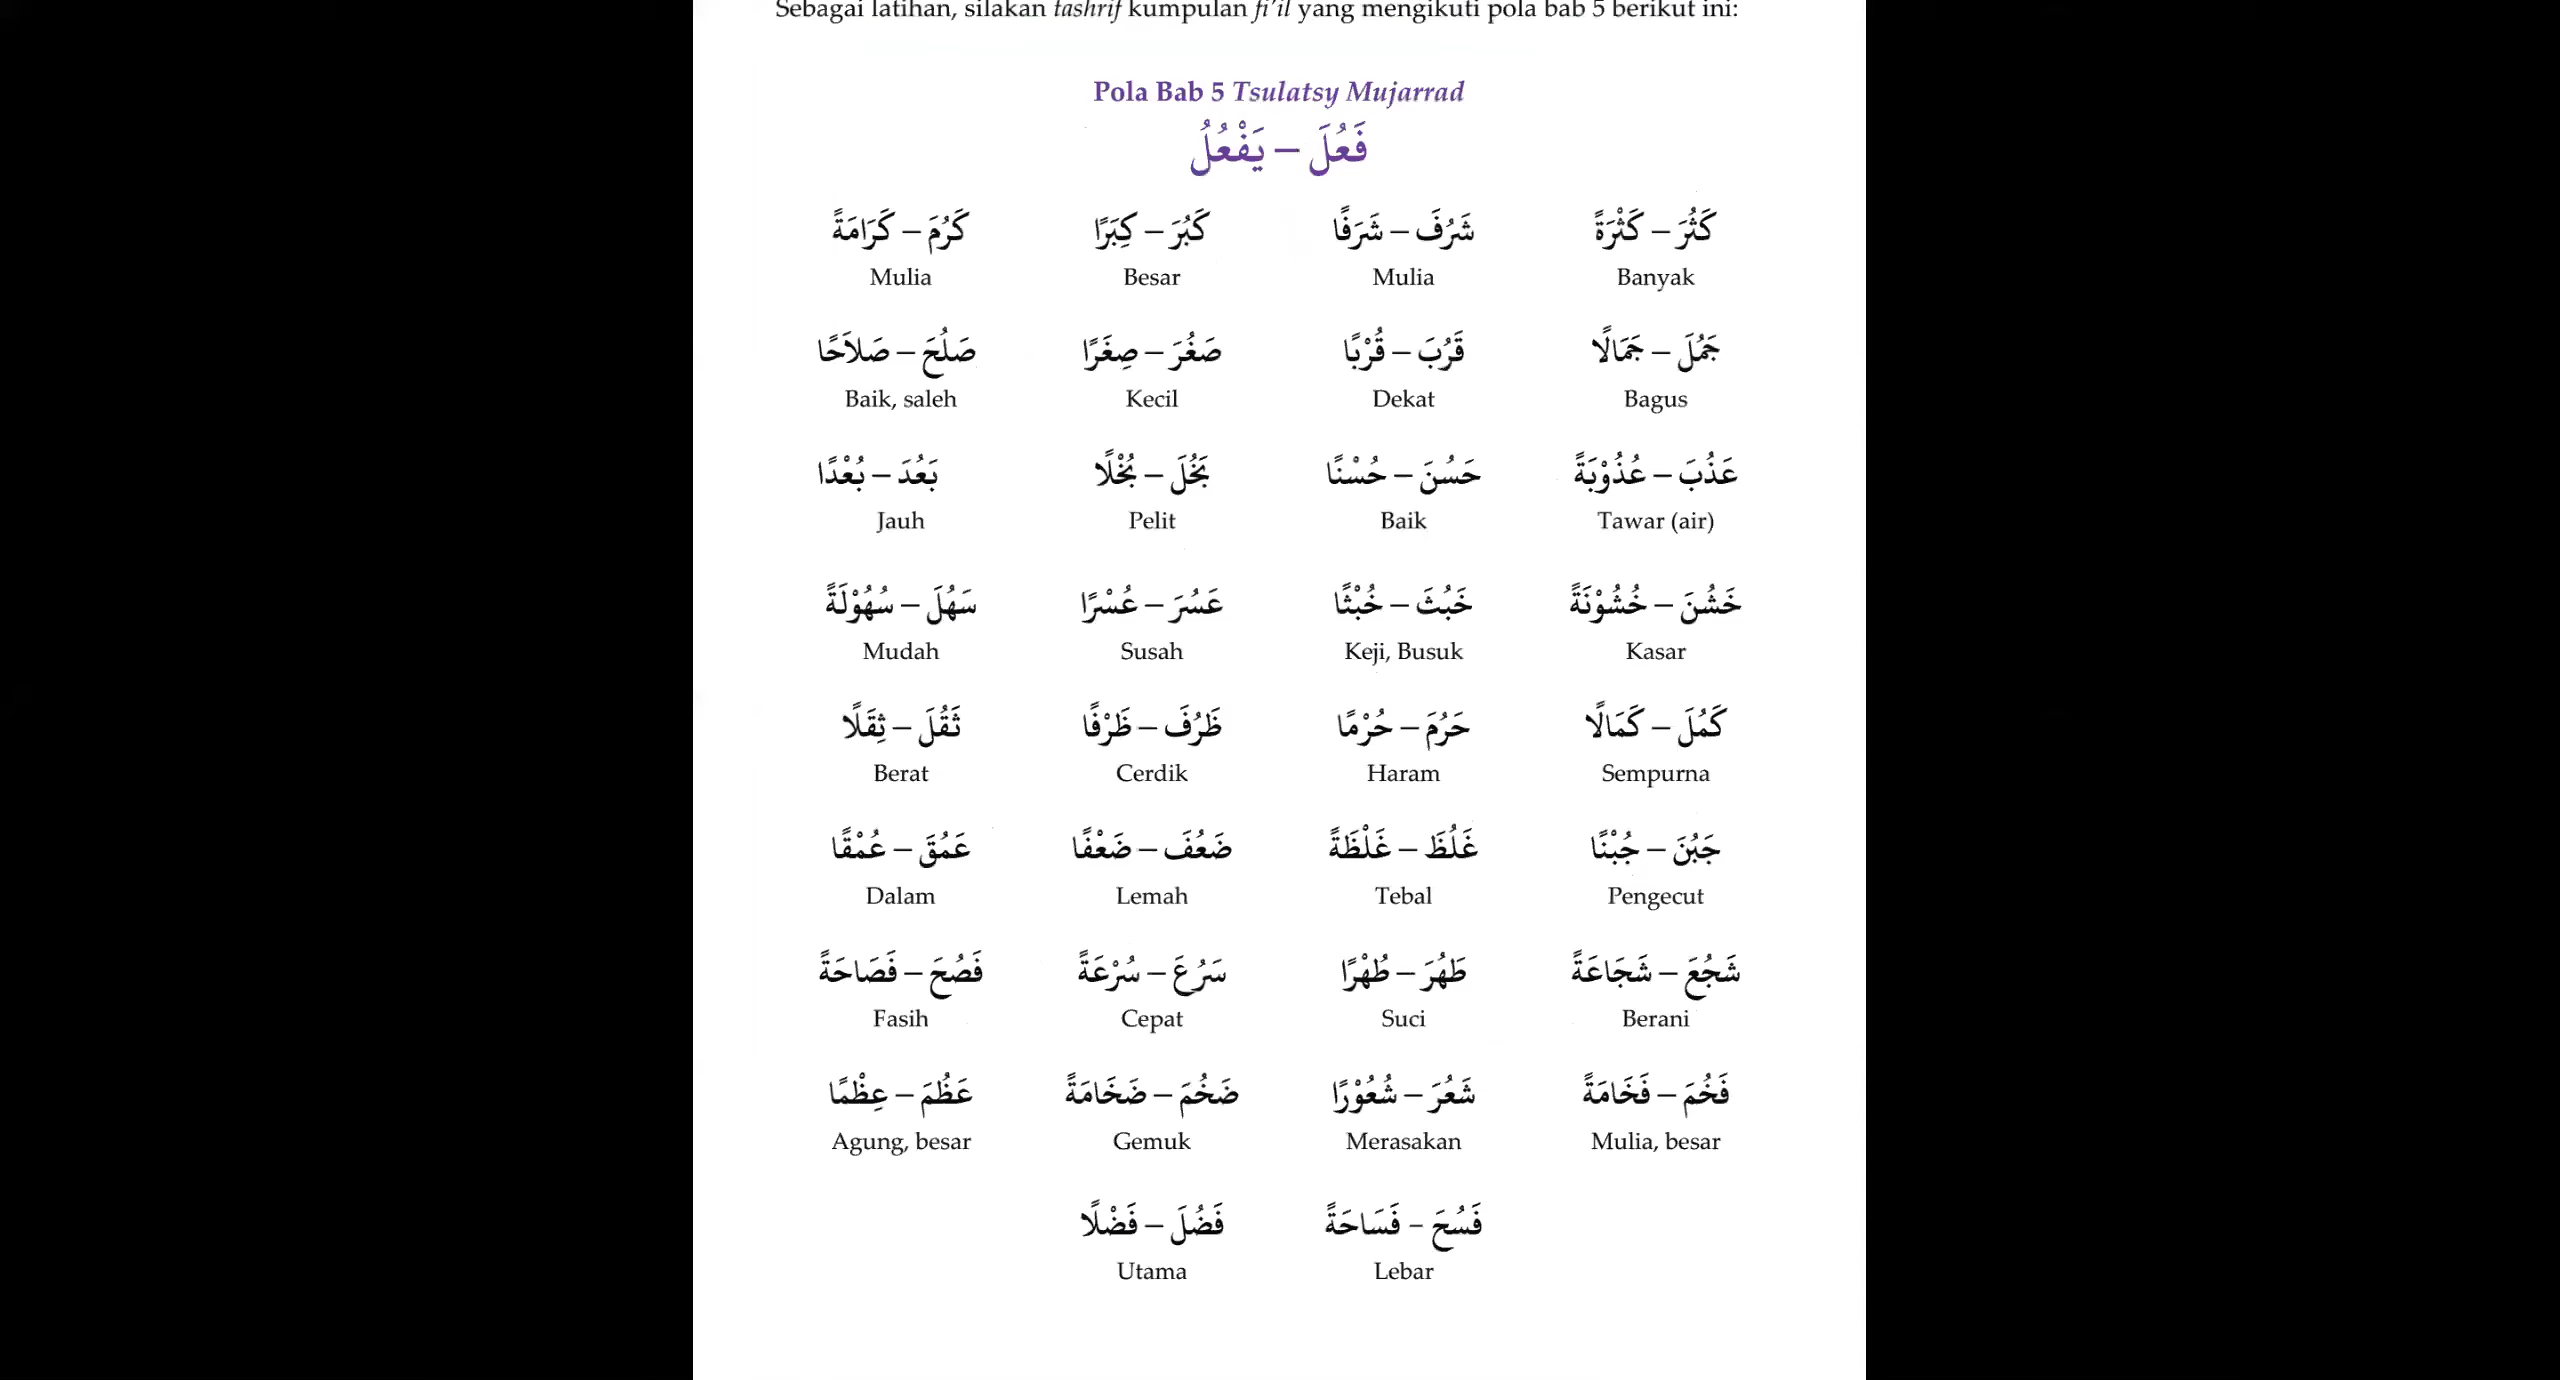 Sebagai latihan, silakan tashrif kumpulan fi'il yang mengikuti pola bab 5 berikut ini:
Pola Bab 5 Tsulatsy Mujarrad
فَعُلَ – يَفْعُلُ
كَثُرَ – كَثْرَةً شَرُفَ – شَرَفًا كَبُرَ – كِبَرًا كَرُمَ – كَرَامَةً
Mulia Besar Mulia Banyak
جَمُلَ – جَمَالًا قَرُبَ – قُرْبًا صَغُرَ – صِغَرًا صَلُحَ – صَلاَحًا
Baik, saleh Kecil Dekat Bagus
عَذُبَ – عُذُوْبَةً حَسُنَ – حُسْنًا بَخُلَ – بُخْلًا بَعُدَ – بُعْدًا
Jauh Pelit Baik Tawar (air)
خَشُنَ – خُشُوْنَةً خَبُثَ – خُبْثًا عَسُرَ – عُسْرًا سَهُلَ – سُهُوْلَةً
Mudah Susah Keji, Busuk Kasar
كَمُلَ – كَمَالًا حَرُمَ – حُرْمًا ظَرُفَ – ظَرْفًا ثَقُلَ – ثِقَلًا
Berat Cerdik Haram Sempurna
جَبُنَ – جُبْنًا غَلُظَ – غَلْظَةً ضَعُفَ – ضَعْفًا عَمُقَ – عُمْقًا
Dalam Lemah Tebal Pengecut
شَجُعَ – شَجَاعَةً طَهُرَ – طُهْرًا سَرُعَ – سُرْعَةً فَصُحَ – فَصَاحَةً
Fasih Cepat Suci Berani
فَخُمَ – فَخَامَةً شَعُرَ – شُعُوْرًا ضَخُمَ – ضَخَامَةً عَظُمَ – عِظْمًا
Agung, besar Gemuk Merasakan Mulia, besar
فَسُحَ – فَسَاحَةً فَضُلَ – فَضْلًا
Utama Lebar